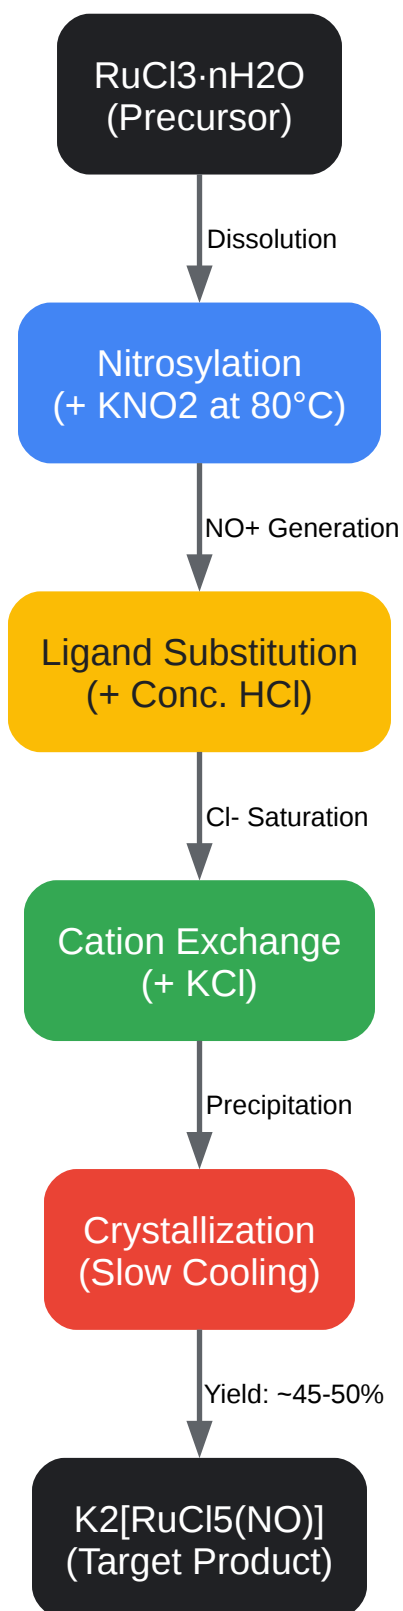 RuCl3·nH2O
(Precursor)
Dissolution
Nitrosylation
(+ KNO2 at 80°C)
NO+ Generation
Ligand Substitution
(+ Conc. HCl)
Cl- Saturation
Cation Exchange
(+ KCl)
Precipitation
Crystallization
(Slow Cooling)
Yield: ~45-50%
K2[RuCl5(NO)]
(Target Product)